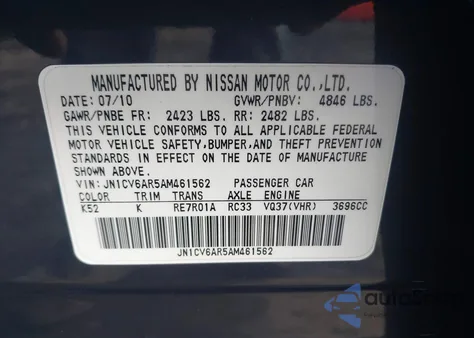 MANUFACTURED BY NISSAN MOTOR CO.,LTD.
DATE: 07/10 GVWR/PNBV: 4846 LBS.
GAWR/PNBE FR: 2423 LBS. RR: 2482 LBS.
THIS VEHICLE CONFORMS TO ALL APPLICABLE FEDERAL
MOTOR VEHICLE SAFETY,BUMPER,AND THEFT PREVENTION
STANDARDS IN EFFECT ON THE DATE OF MANUFACTURE
SHOWN ABOVE.
VIN: JN1CV6AR5AM461562 PASSENGER CAR
COLOR TRIM TRANS AXLE ENGINE
K52 K RE7R01A RC33 VQ37(VHR) 3696CC
JN1CV6AR5AM461562